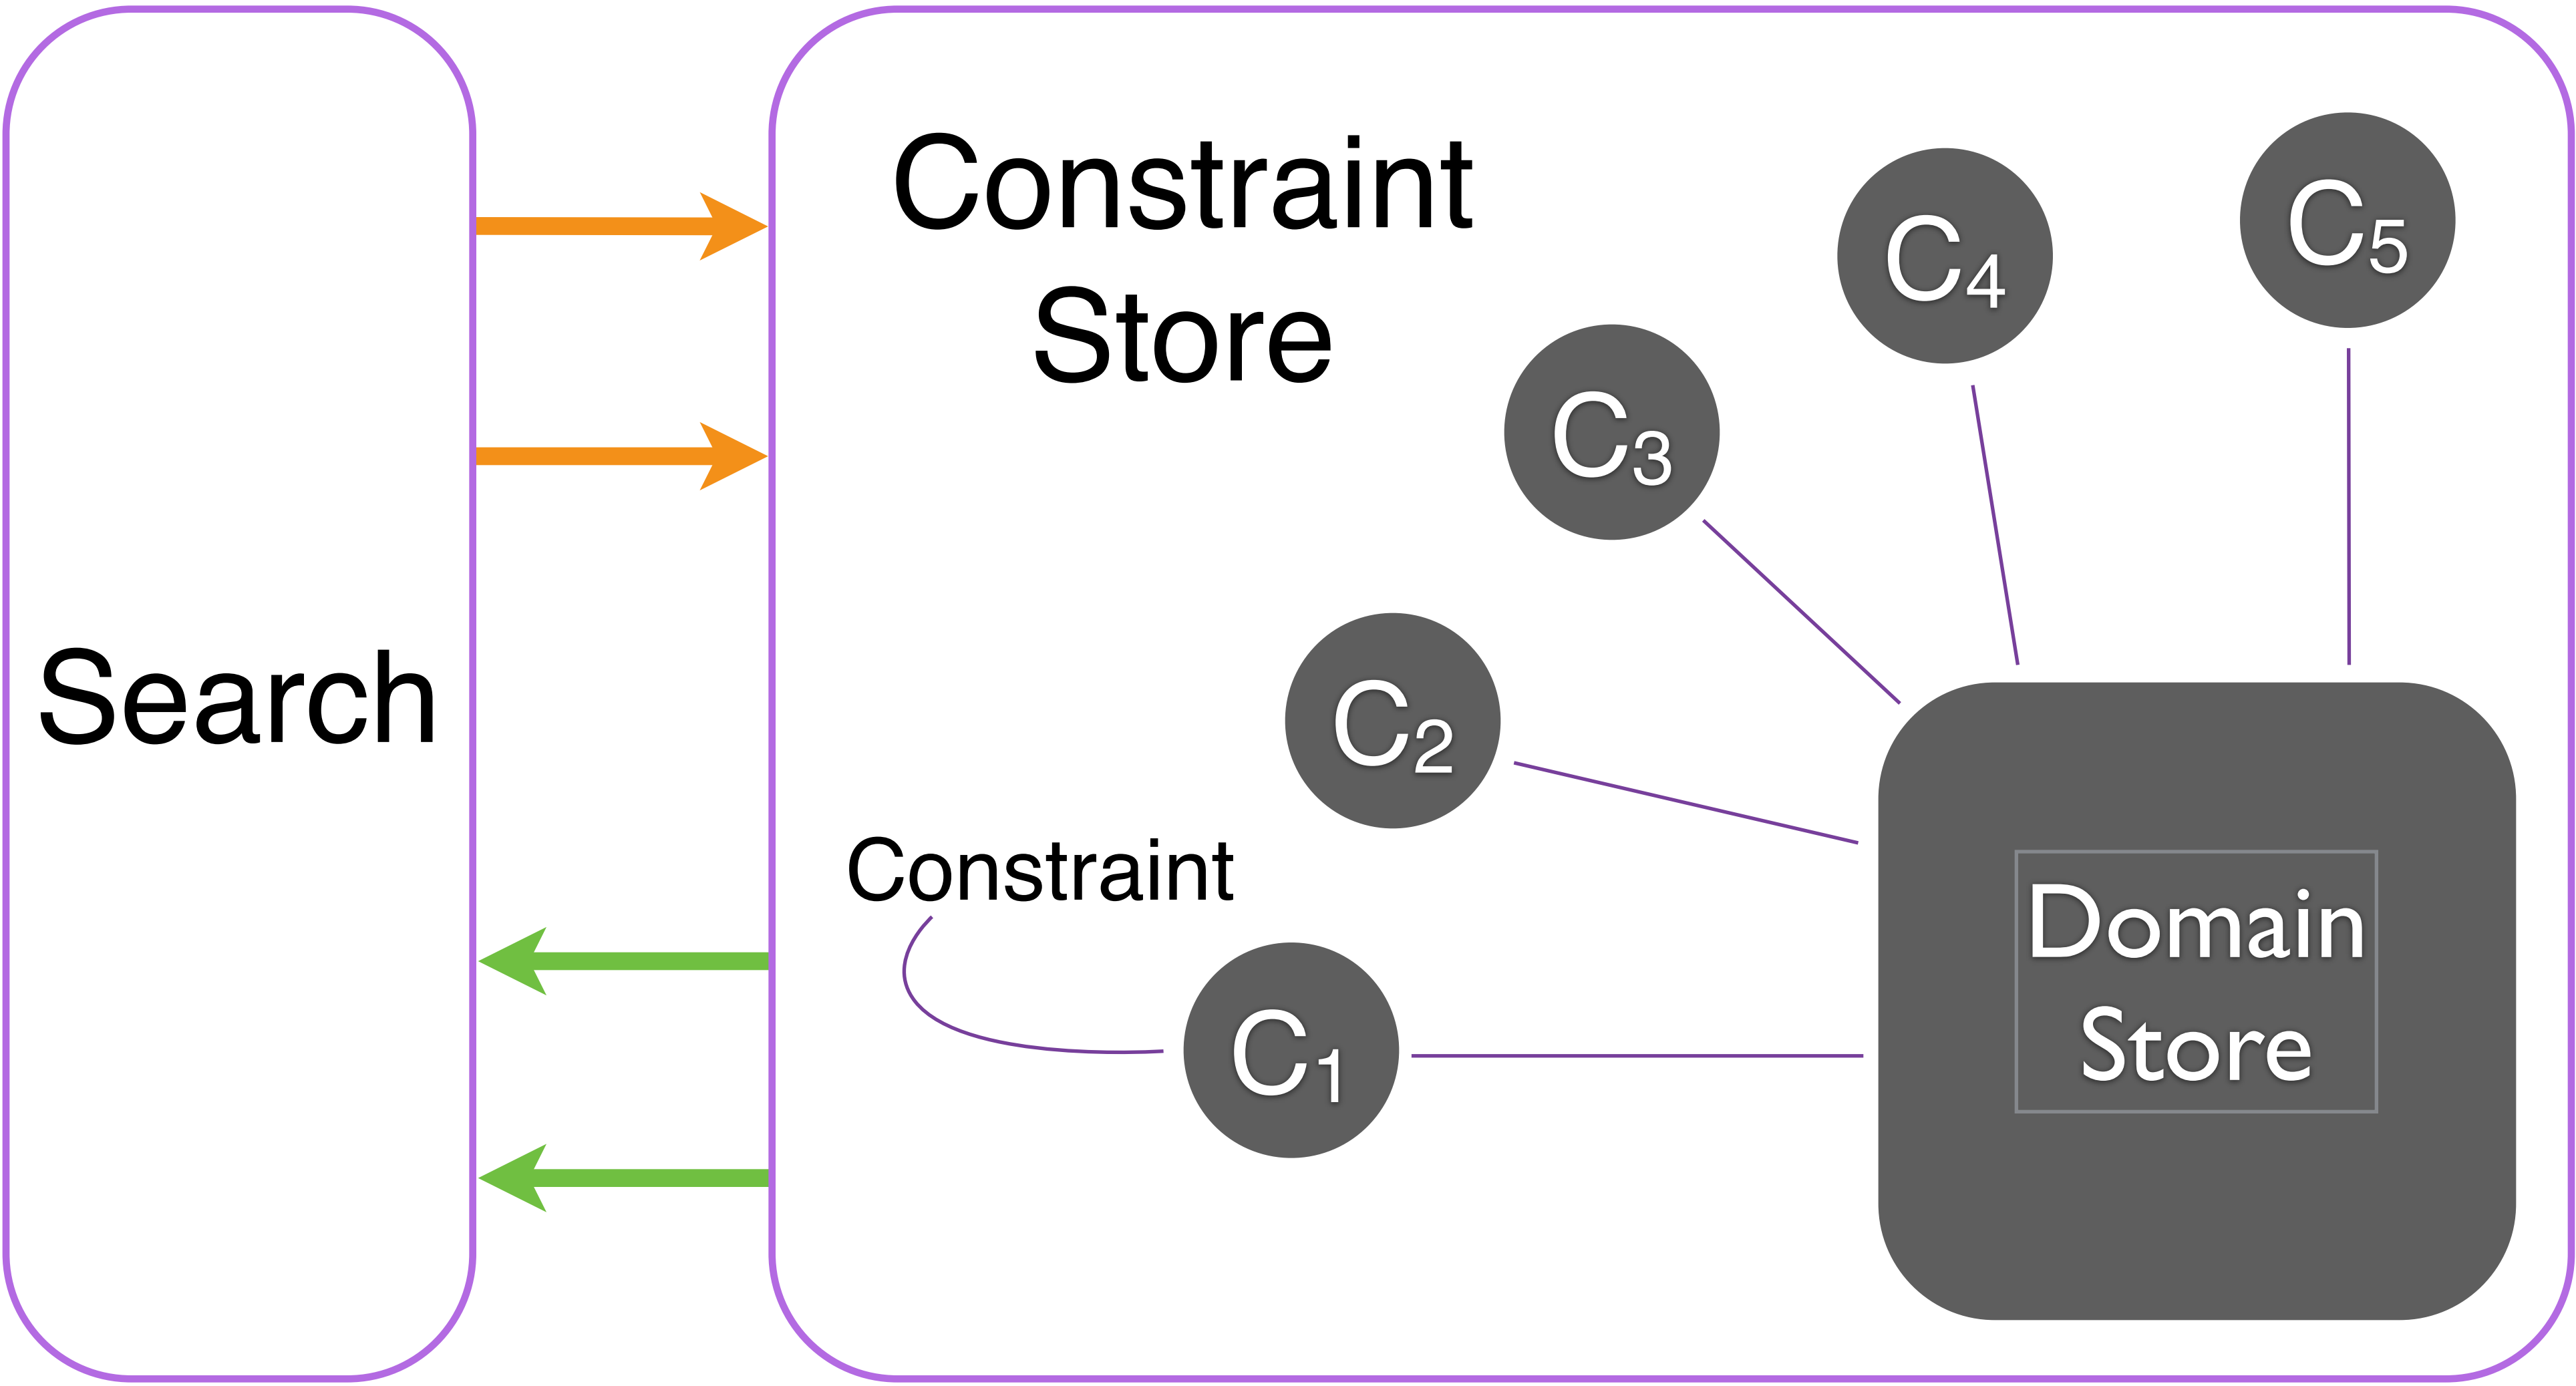 Search
Constraint
Store
C₅
C₄
C₃
C₂
Constraint
C₁
Domain
Store